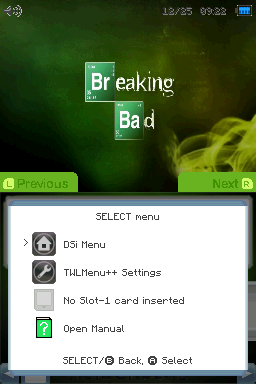 12/25 09:22
Breaking
Bad
L Previous
Next R
SELECT menu
DSi Menu
TWLMenu++ Settings
No Slot-1 card inserted
? Open Manual
SELECT/B Back, A Select